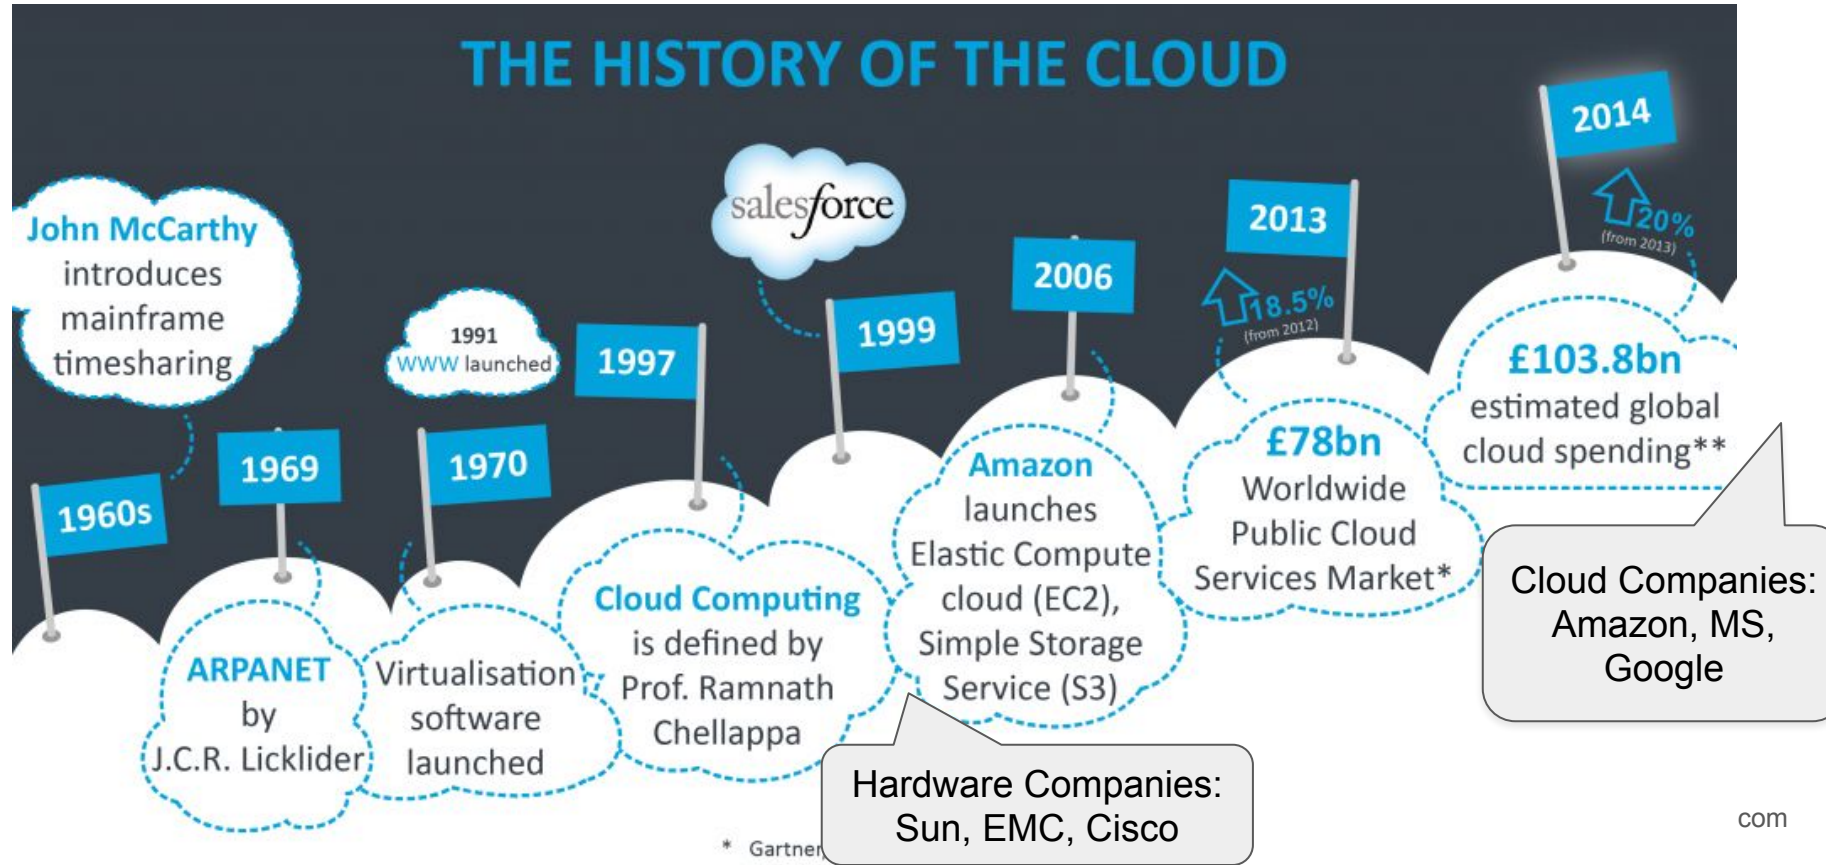 THE HISTORY OF THE CLOUD
John McCarthy
introduces
mainframe
timesharing
1960s
1969
ARPANET
by
J.C.R. Licklider
1970
Virtualisation
software
launched
1991
WWW launched
1997
Cloud Computing
is defined by
Prof. Ramnath
Chellappa
salesforce
1999
2006
Amazon
launches
Elastic Compute
cloud (EC2),
Simple Storage
Service (S3)
2013
18.5%
(from 2012)
£78bn
Worldwide
Public Cloud
Services Market*
2014
20%
(from 2013)
£103.8bn
estimated global
cloud spending**
Cloud Companies:
Amazon, MS,
Google
Hardware Companies:
Sun, EMC, Cisco
* Gartner,
com